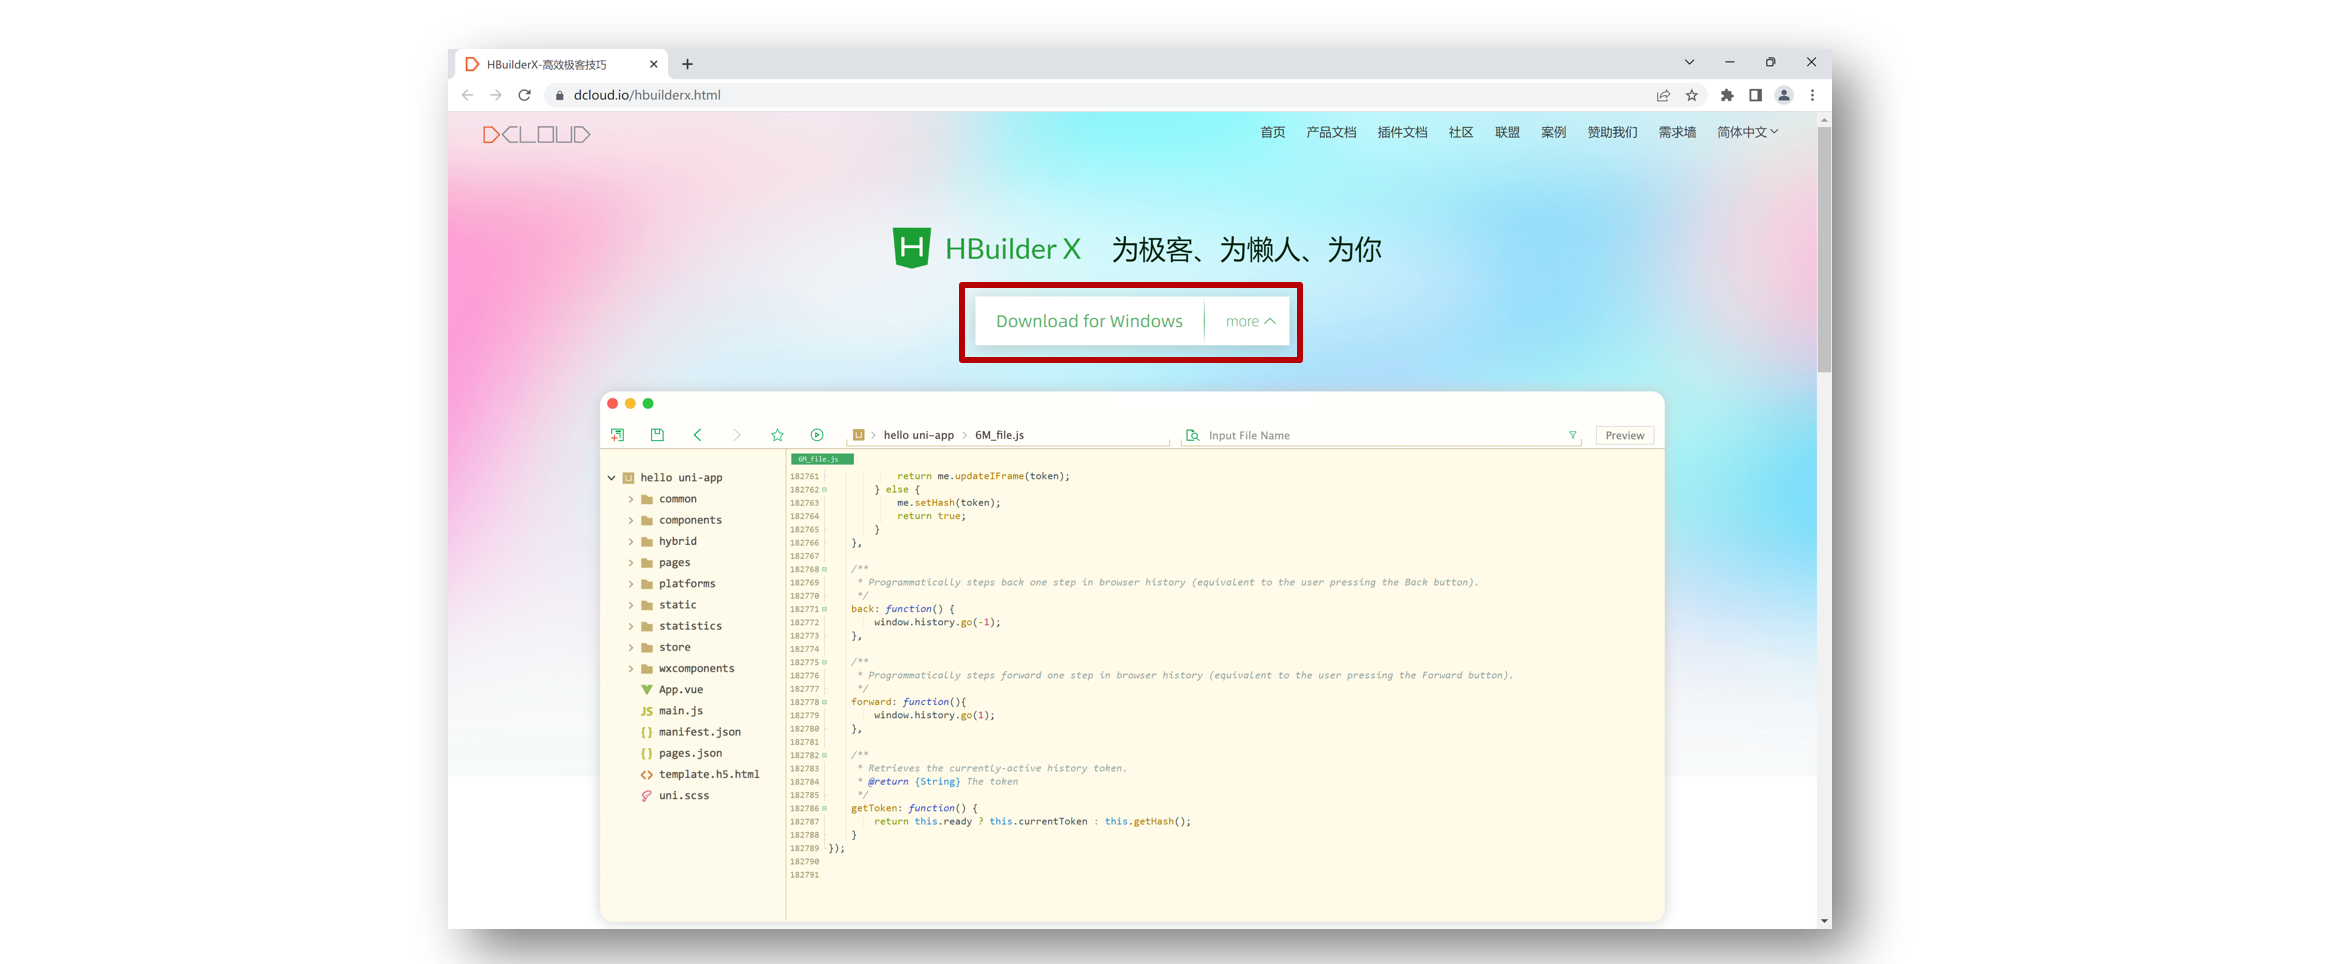 HBuilderX-高效极客技巧
dcloud.io/hbuilderx.html
DCLOUD
首页 产品文档 插件文档 社区 联盟 案例 赞助我们 需求墙 简体中文
H HBuilder X 为极客、为懒人、为你
Download for Windows more
hello uni-app > 6M_file.js Input File Name Preview
6M_file.js
hello uni-app
common
components
hybrid
pages
platforms
static
statistics
store
wxcomponents
App.vue
JS main.js
{} manifest.json
{} pages.json
<> template.h5.html
uni.scss
182761 return me.updateIFrame(token);
182762 } else {
182763 me.setHash(token);
182764 return true;
182765 }
182766 },
182767
182768 /**
182769 * Programmatically steps back one step in browser history (equivalent to the user pressing the Back button).
182770 */
182771 back: function() {
182772 window.history.go(-1);
182773 },
182774
182775 /**
182776 * Programmatically steps forward one step in browser history (equivalent to the user pressing the Forward button).
182777 */
182778 forward: function(){
182779 window.history.go(1);
182780 },
182781
182782 /**
182783 * Retrieves the currently-active history token.
182784 * @return {String} The token
182785 */
182786 getToken: function() {
182787 return this.ready ? this.currentToken : this.getHash();
182788 }
182789 });
182790
182791